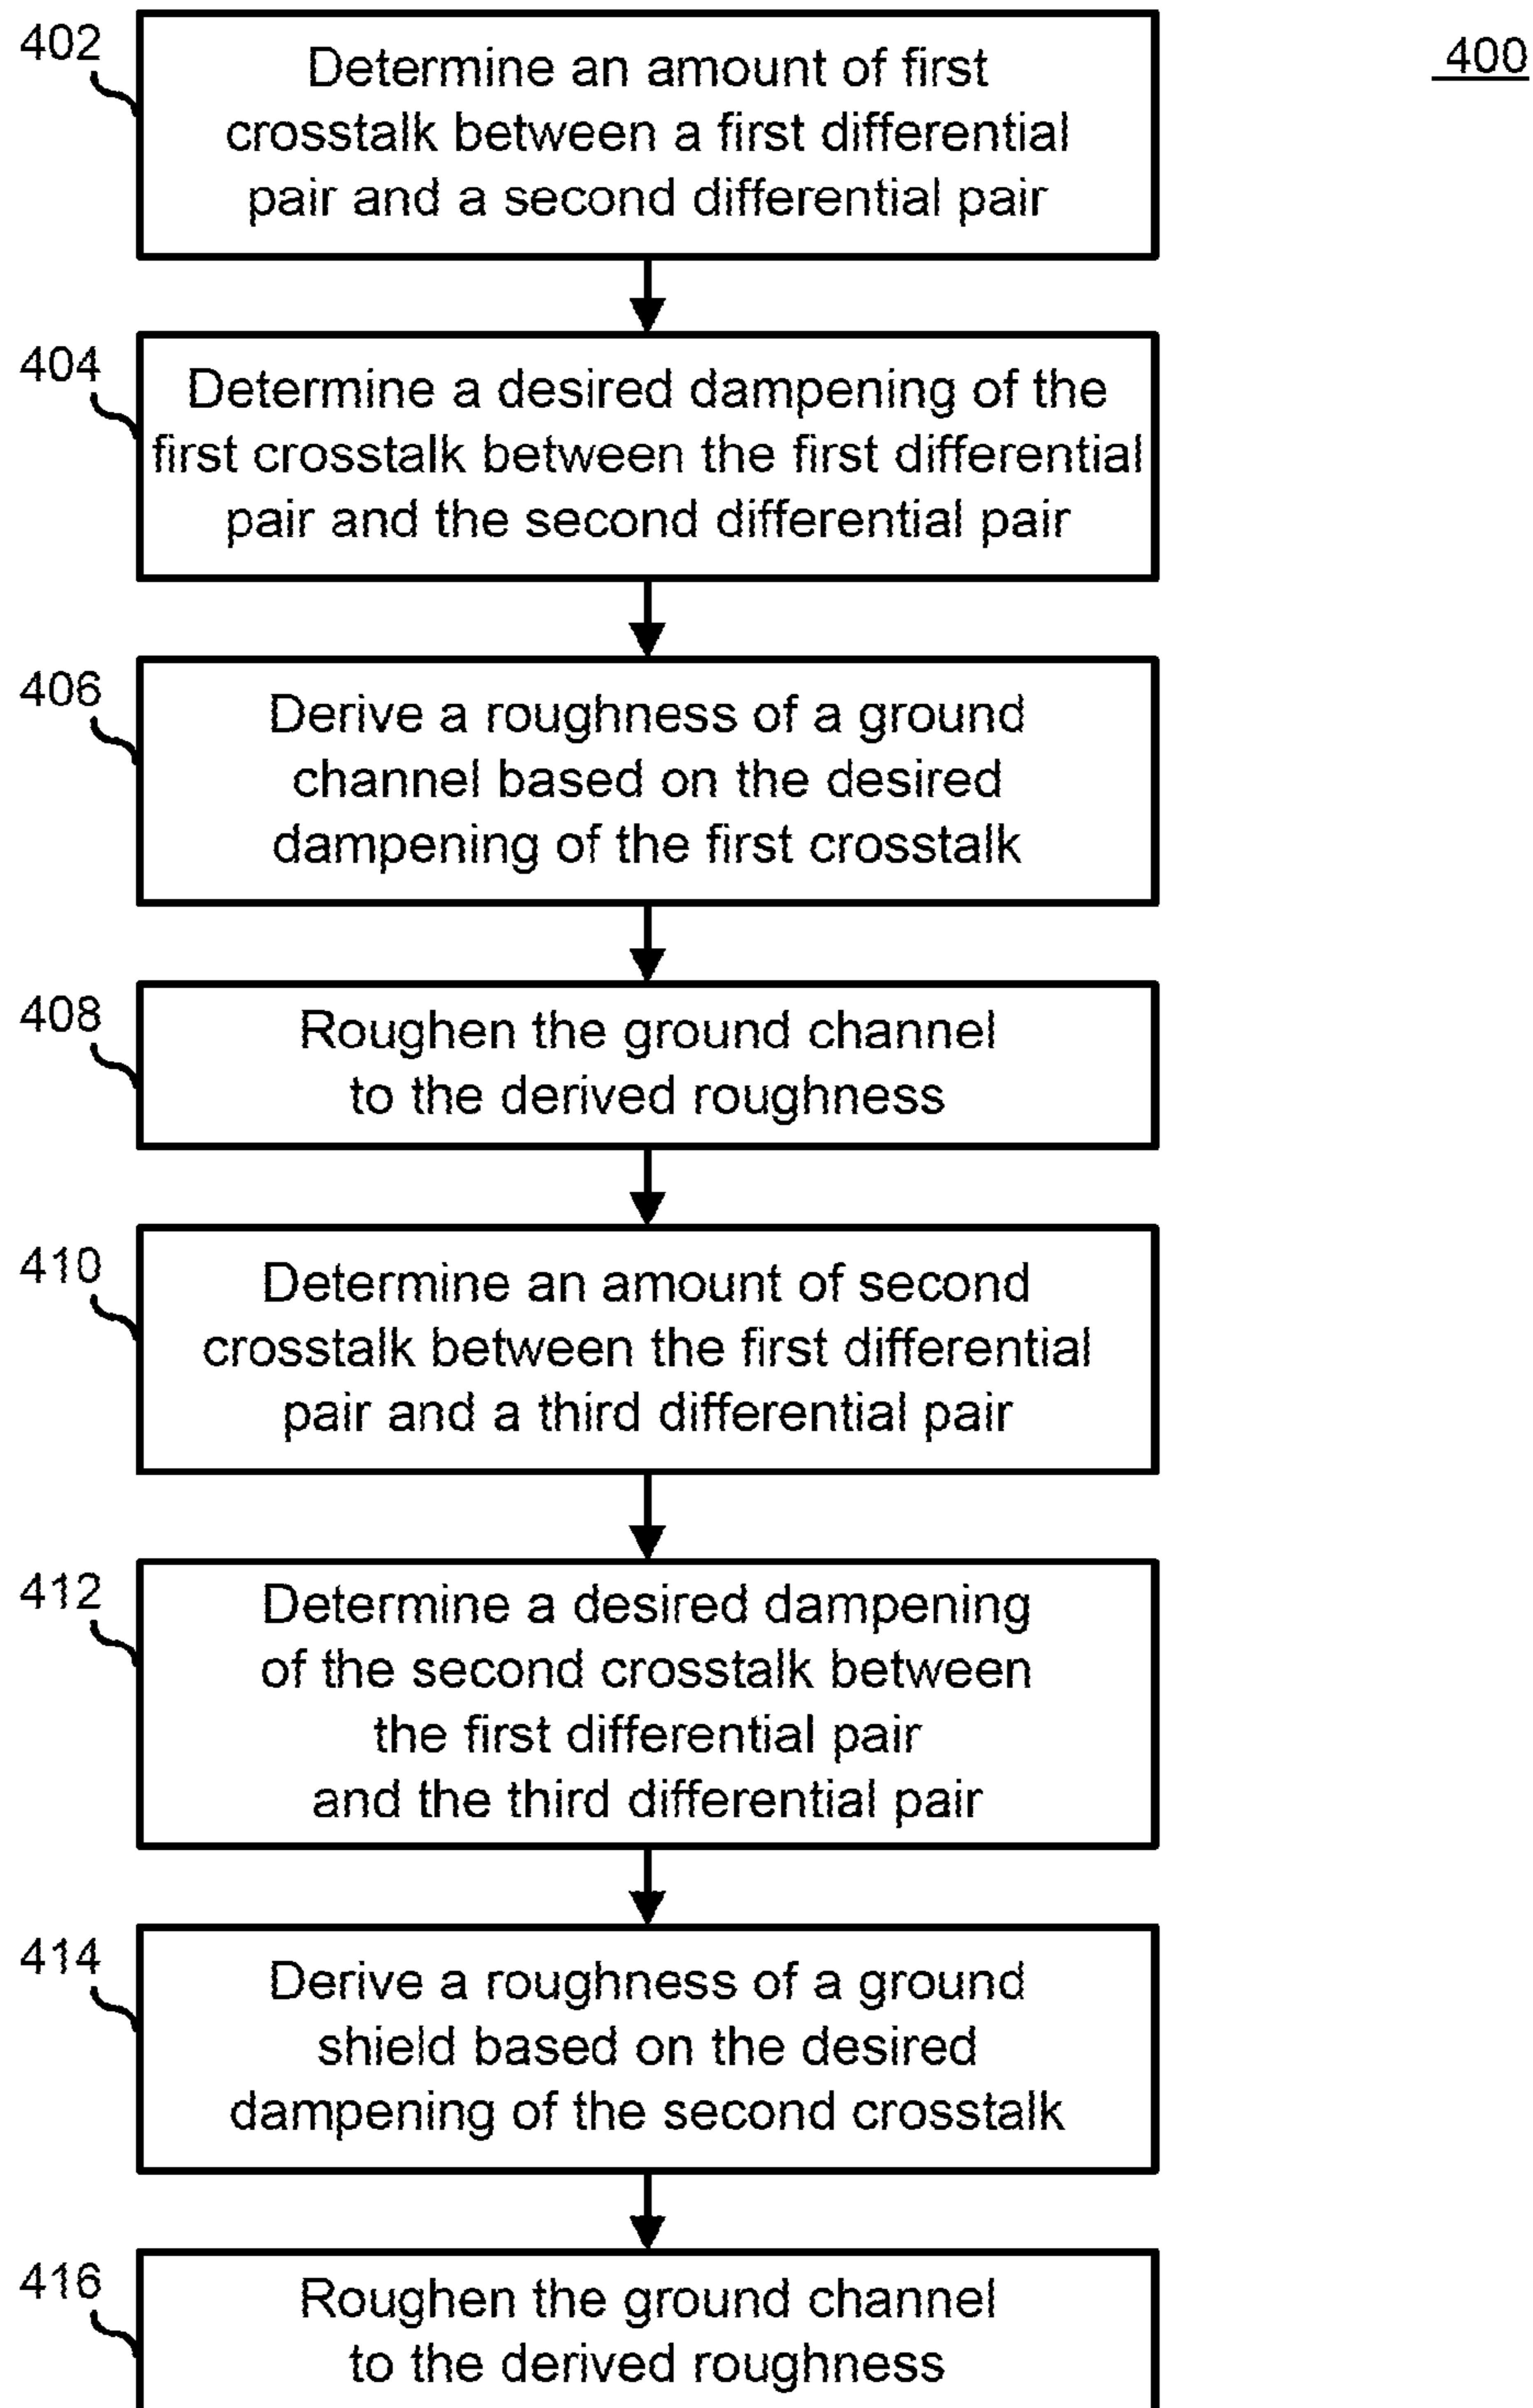 400
402
Determine an amount of first
crosstalk between a first differential
pair and a second differential pair
404
Determine a desired dampening of the
first crosstalk between the first differential
pair and the second differential pair
406
Derive a roughness of a ground
channel based on the desired
dampening of the first crosstalk
408
Roughen the ground channel
to the derived roughness
410
Determine an amount of second
crosstalk between the first differential
pair and a third differential pair
412
Determine a desired dampening
of the second crosstalk between
the first differential pair
and the third differential pair
414
Derive a roughness of a ground
shield based on the desired
dampening of the second crosstalk
416
Roughen the ground channel
to the derived roughness